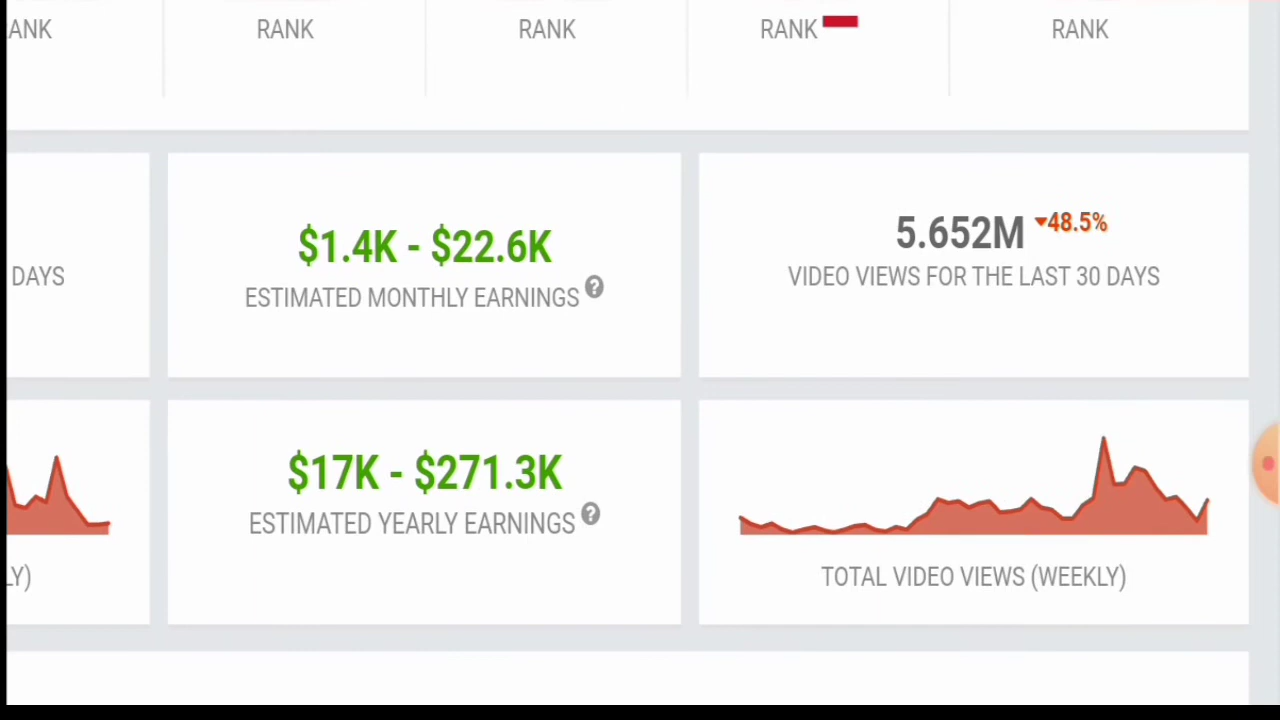 ANK RANK RANK RANK RANK
$1.4K - $22.6K
ESTIMATED MONTHLY EARNINGS ?
5.652M 48.5%
VIDEO VIEWS FOR THE LAST 30 DAYS
DAYS
$17K - $271.3K
ESTIMATED YEARLY EARNINGS ?
LY)
TOTAL VIDEO VIEWS (WEEKLY)